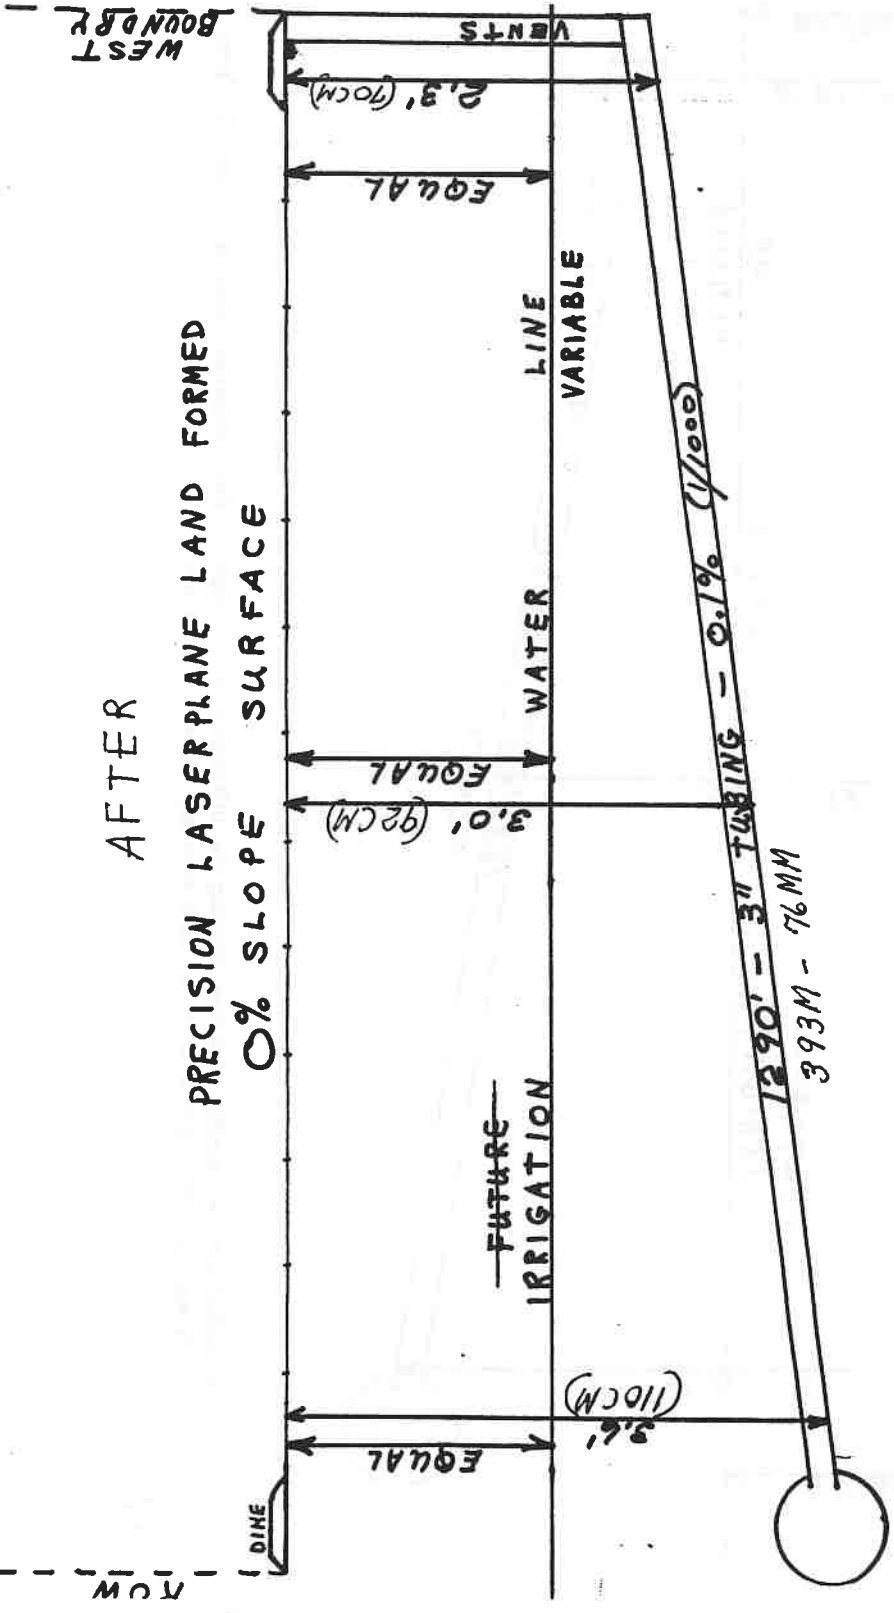 AFTER
PRECISION LASERPLANE LAND FORMED
0% SLOPE SURFACE
WEST
BOUNDRY
ROW
DIKE
VENTS
2.3' (70CM)
EQUAL
EQUAL
3.0' (92CM)
EQUAL
3.6'
(110CM)
WATER LINE
VARIABLE
FUTURE
IRRIGATION
1290' - 3" TUBING - 0.1% (1/1000)
393M - 76MM